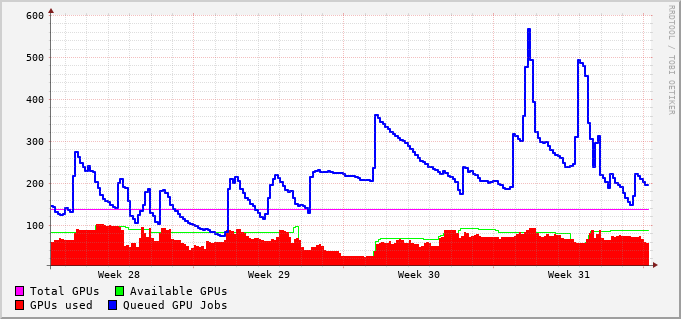 RRDTOOL / TOBI OETIKER
600
500
400
300
200
100
Week 28 Week 29 Week 30 Week 31
Total GPUs Available GPUs
GPUs used Queued GPU Jobs